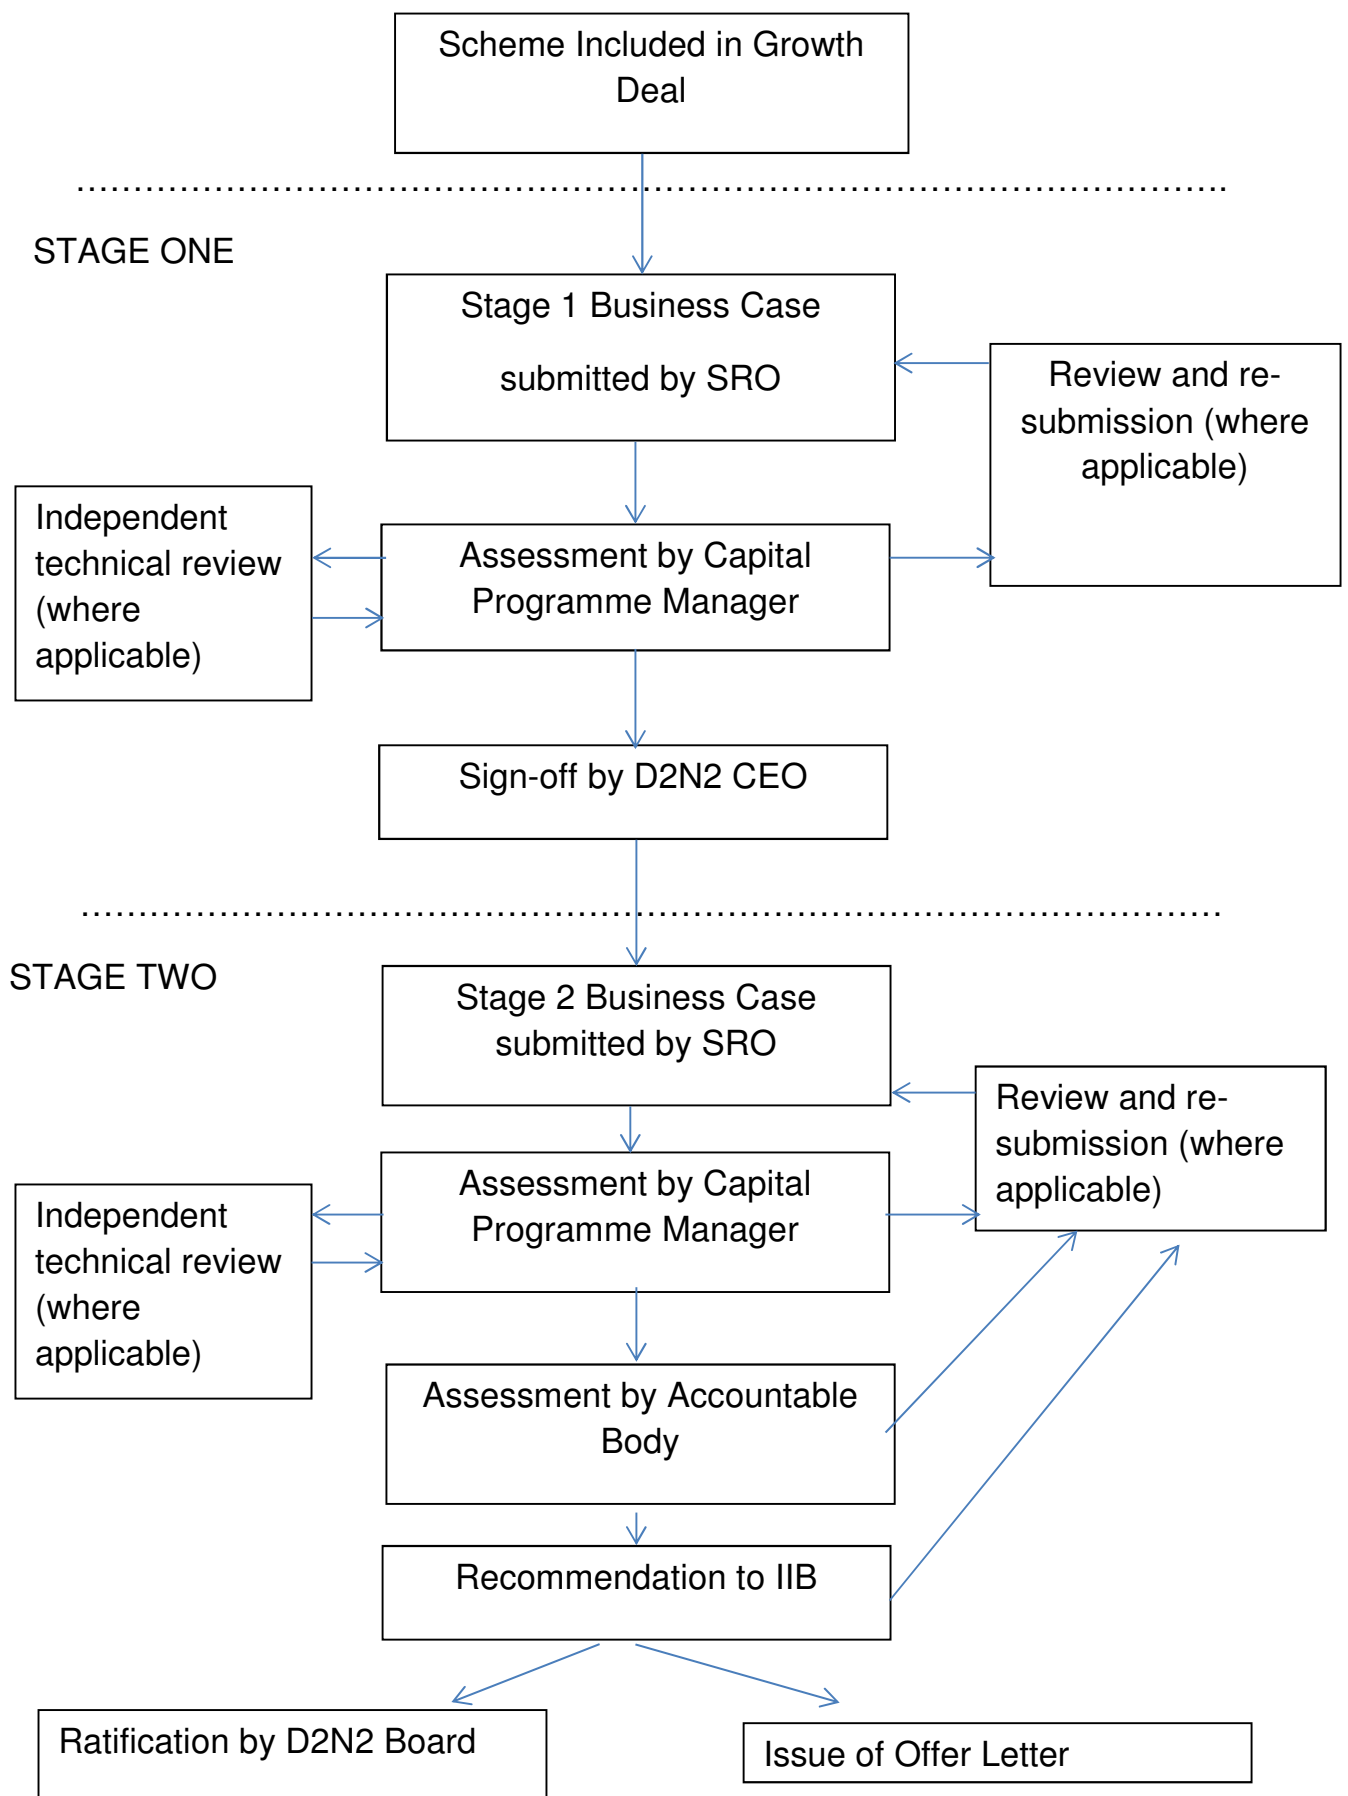 Scheme Included in Growth
Deal
................................................................................................
STAGE ONE
Stage 1 Business Case
submitted by SRO
Review and re-
submission (where
applicable)
Independent
technical review
(where
applicable)
Assessment by Capital
Programme Manager
Sign-off by D2N2 CEO
................................................................................................
STAGE TWO
Stage 2 Business Case
submitted by SRO
Review and re-
submission (where
applicable)
Assessment by Capital
Programme Manager
Independent
technical review
(where
applicable)
Assessment by Accountable
Body
Recommendation to IIB
Ratification by D2N2 Board
Issue of Offer Letter